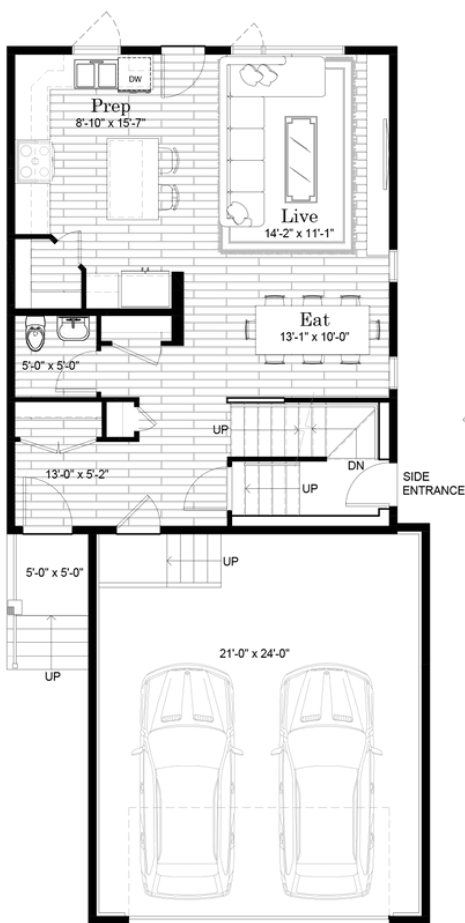 DW
Prep
8'-10" x 15'-7"
Live
14'-2" x 11'-1"
Eat
13'-1" x 10'-0"
5'-0" x 5'-0"
UP
DN
13'-0" x 5'-2"
UP
SIDE
ENTRANCE
UP
5'-0" x 5'-0"
UP
21'-0" x 24'-0"